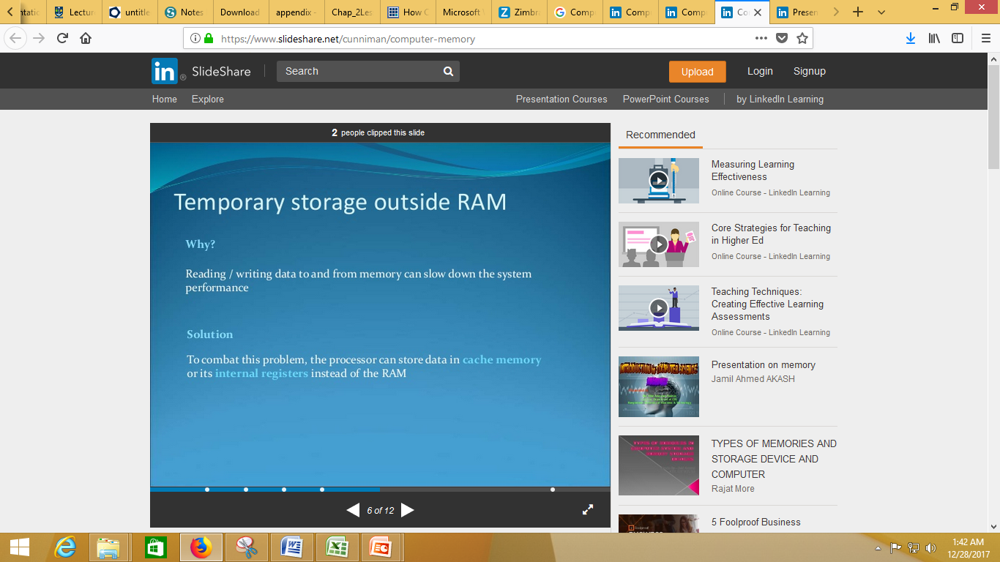 ntatic
Lectur
untitle
Notes
Download
appendix -
Chap_2Les
How C
Microsoft
Zimbr
Comp
Comp
Comp
Co
Presen
https://www.slideshare.net/cunniman/computer-memory
in ® SlideShare
Search
Upload
Login
Signup
Home
Explore
Presentation Courses
PowerPoint Courses
by LinkedIn Learning
2 people clipped this slide
Temporary storage outside RAM
Why?
Reading / writing data to and from memory can slow down the system
performance
Solution
To combat this problem, the processor can store data in cache memory
or its internal registers instead of the RAM
6 of 12
Recommended
Measuring Learning
Effectiveness
Online Course - LinkedIn Learning
Core Strategies for Teaching
in Higher Ed
Online Course - LinkedIn Learning
Teaching Techniques:
Creating Effective Learning
Assessments
Online Course - LinkedIn Learning
INTRODUCTION to COMPUTER SCIENCE
Presentation on memory
Jamil Ahmed AKASH
TYPES OF MEMORIES AND
STORAGE DEVICE AND
COMPUTER
Rajat More
5 Foolproof Business
1:42 AM
12/28/2017